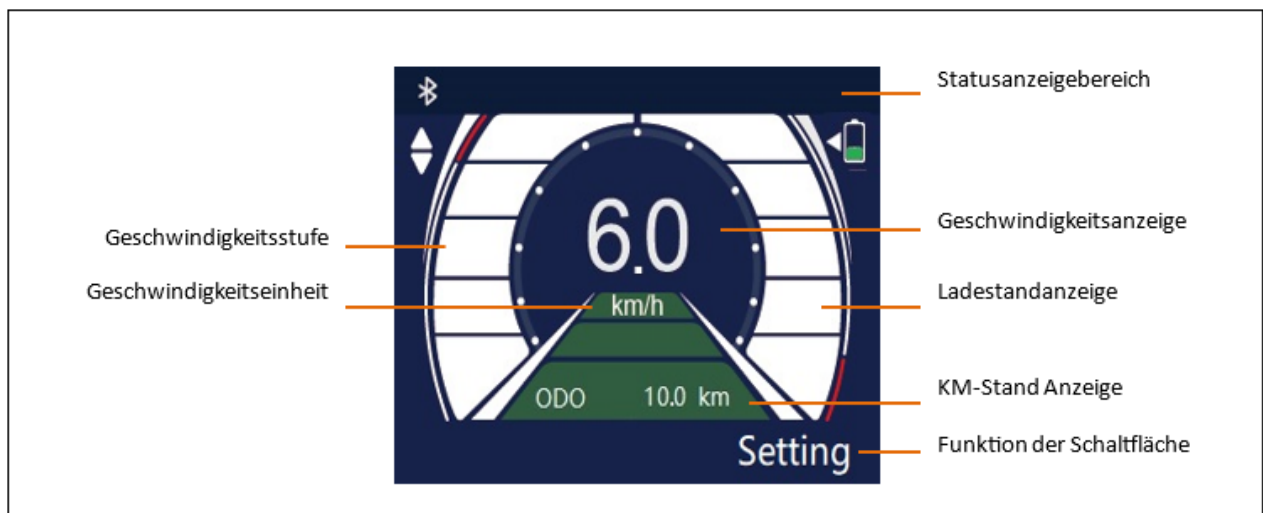 Statusanzeigebereich
Geschwindigkeitsstufe
Geschwindigkeitseinheit
6.0
km/h
ODO 10.0 km
Setting
Geschwindigkeitsanzeige
Ladestandanzeige
KM-Stand Anzeige
Funktion der Schaltfläche